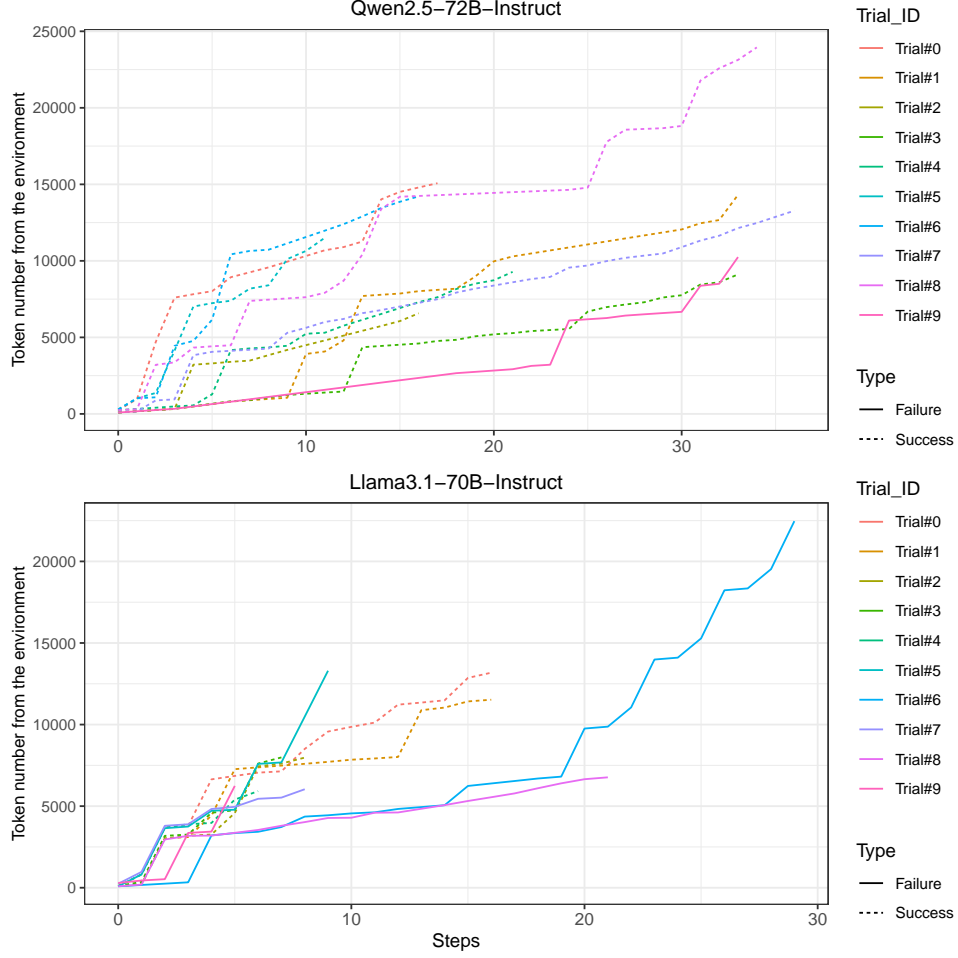 Qwen2.5−72B−Instruct
Token number from the environment
25000
20000
15000
10000
5000
0
0 10 20 30
Trial_ID
Trial#0
Trial#1
Trial#2
Trial#3
Trial#4
Trial#5
Trial#6
Trial#7
Trial#8
Trial#9
Type
Failure
Success
Llama3.1−70B−Instruct
Token number from the environment
20000
15000
10000
5000
0
0 10 20 30
Steps
Trial_ID
Trial#0
Trial#1
Trial#2
Trial#3
Trial#4
Trial#5
Trial#6
Trial#7
Trial#8
Trial#9
Type
Failure
Success